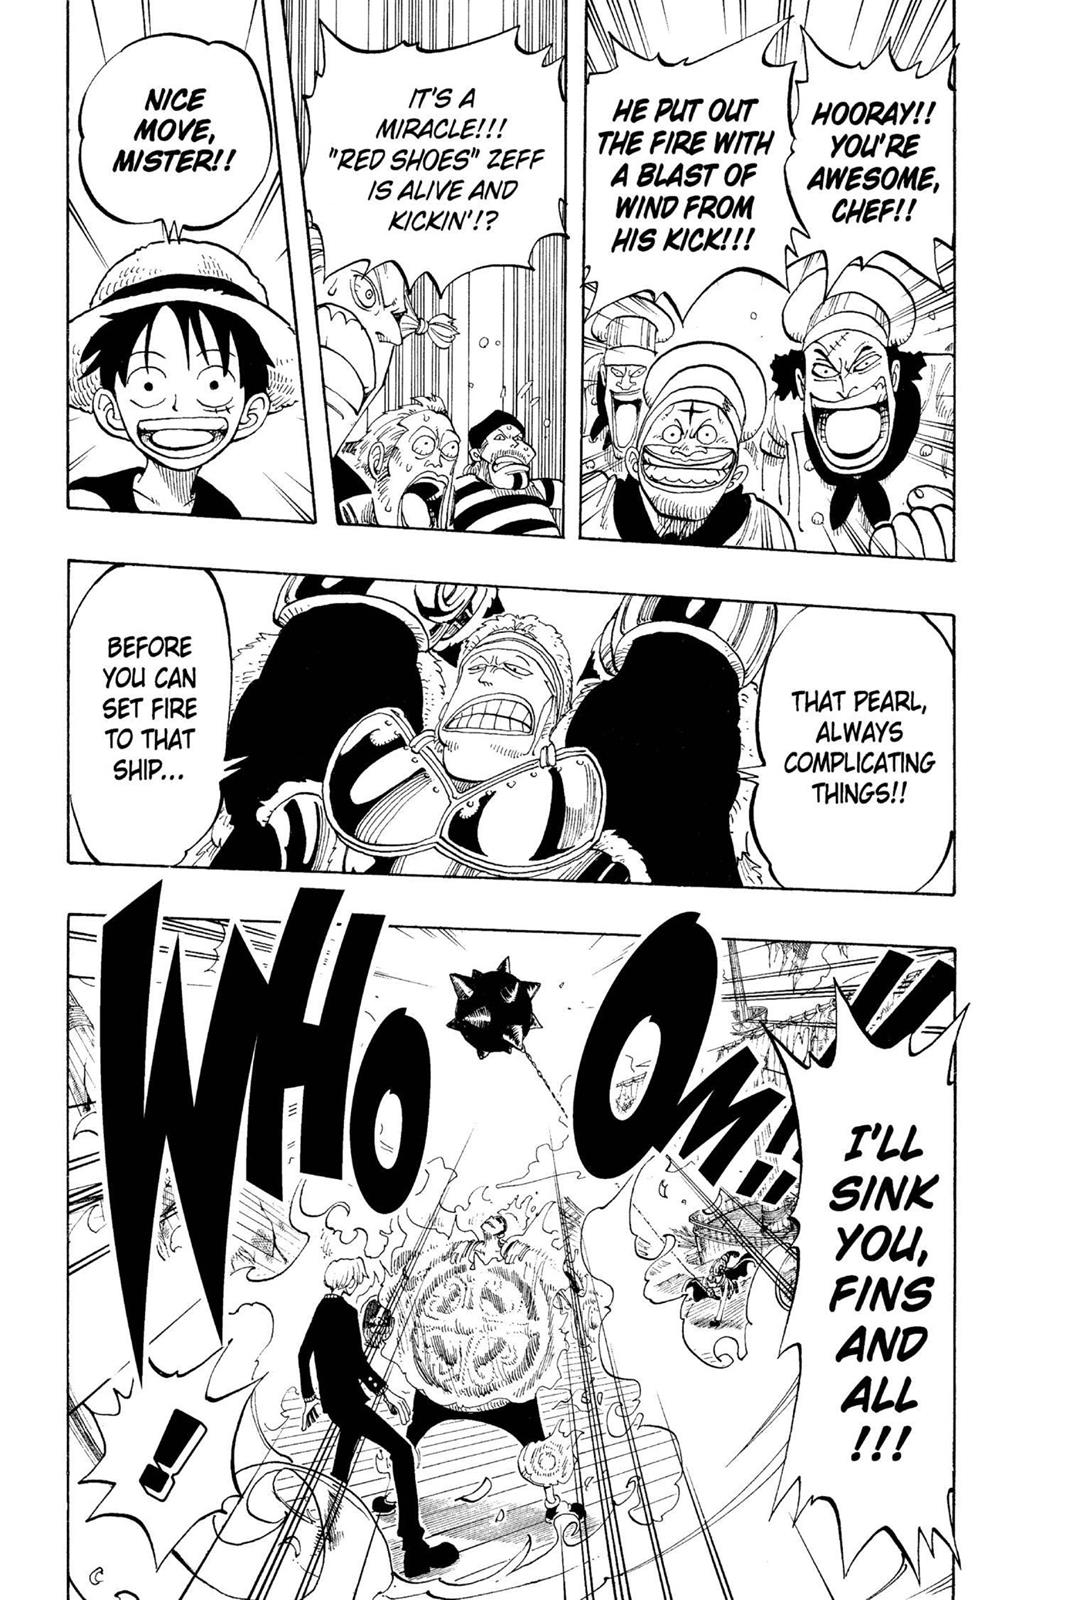 HOORAY!!
YOU'RE
AWESOME,
CHEF!!
HE PUT OUT
THE FIRE WITH
A BLAST OF
WIND FROM
HIS KICK!!!
IT'S A
MIRACLE!!!
"RED SHOES" ZEFF
IS ALIVE AND
KICKIN'!?
NICE
MOVE,
MISTER!!
THAT PEARL,
ALWAYS
COMPLICATING
THINGS!!
BEFORE
YOU CAN
SET FIRE
TO THAT
SHIP...
I'LL
SINK
YOU,
FINS
AND
ALL
!!!
WHOOM!!
!